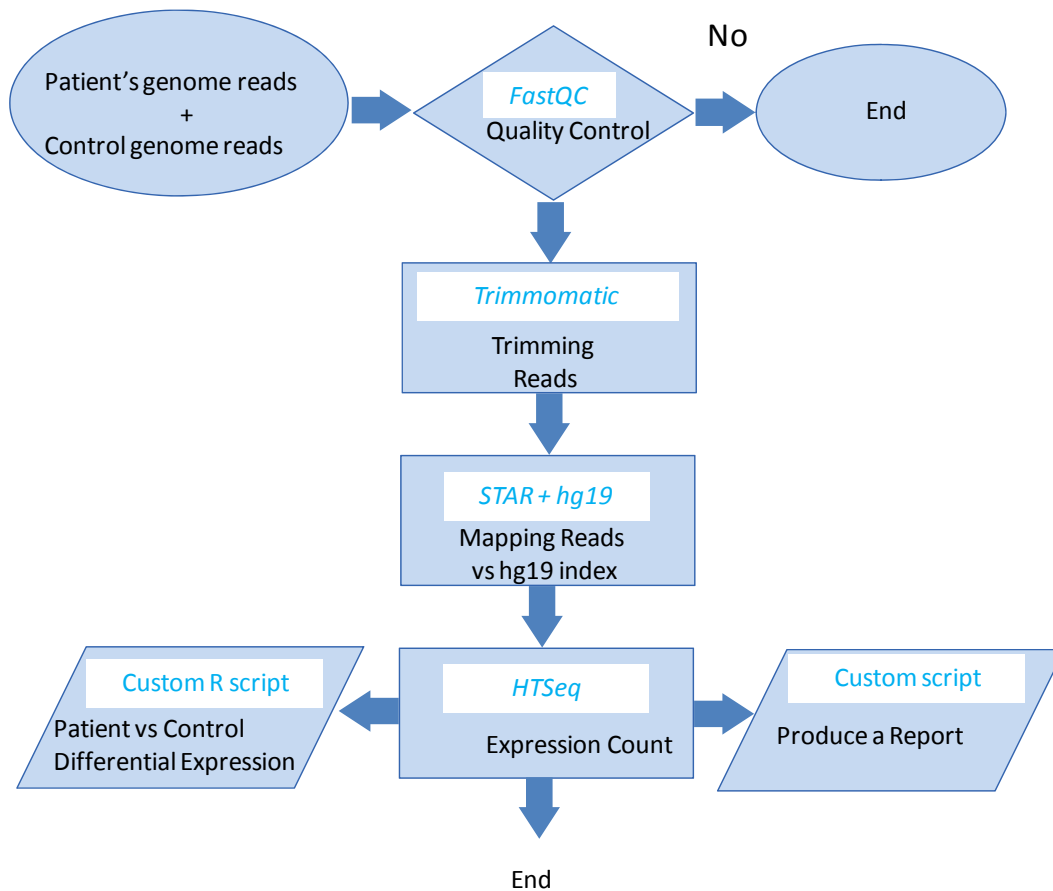 No
Patient's genome reads
+
Control genome reads
FastQC
Quality Control
End
Trimmomatic
Trimming
Reads
STAR + hg19
Mapping Reads
vs hg19 index
Custom R script
Patient vs Control
Differential Expression
HTSeq
Expression Count
Custom script
Produce a Report
End